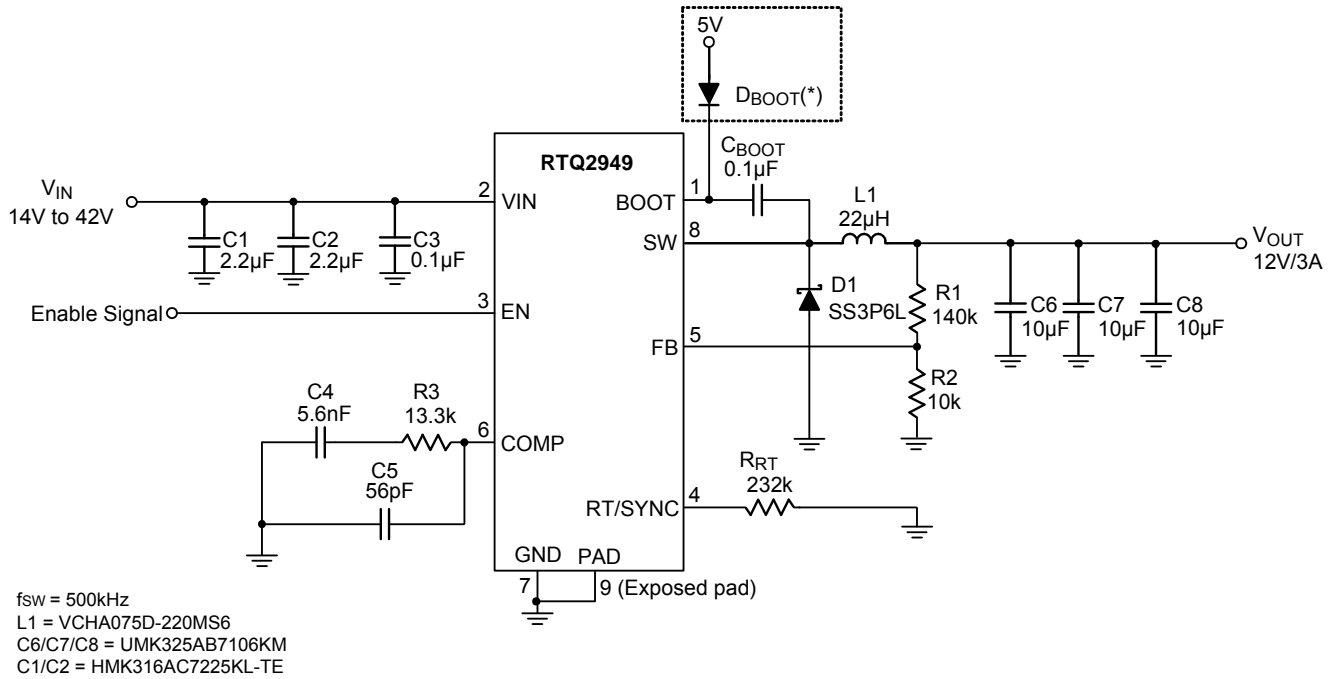 5V
DBOOT(*)
RTQ2949
CBOOT
0.1µF
VIN
14V to 42V
2
VIN
BOOT
1
L1
22µH
SW
8
VOUT
12V/3A
C1
2.2µF
C2
2.2µF
C3
0.1µF
D1
SS3P6L
R1
140k
C6
10µF
C7
10µF
C8
10µF
Enable Signal
3
EN
FB
5
R2
10k
C4
5.6nF
R3
13.3k
6
COMP
C5
56pF
RRT
232k
RT/SYNC
4
GND
PAD
7
9 (Exposed pad)
fSW = 500kHz
L1 = VCHA075D-220MS6
C6/C7/C8 = UMK325AB7106KM
C1/C2 = HMK316AC7225KL-TE